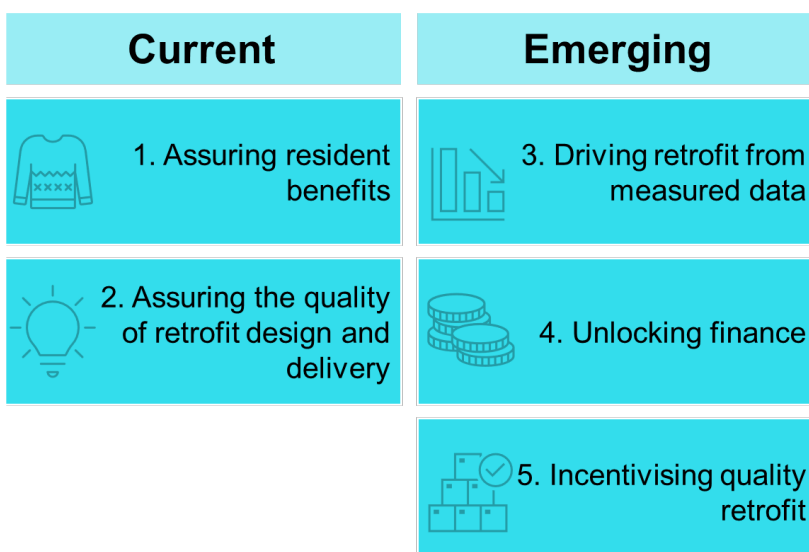 Current
1. Assuring resident
benefits
2. Assuring the quality
of retrofit design and
delivery
Emerging
3. Driving retrofit from
measured data
4. Unlocking finance
5. Incentivising quality
retrofit